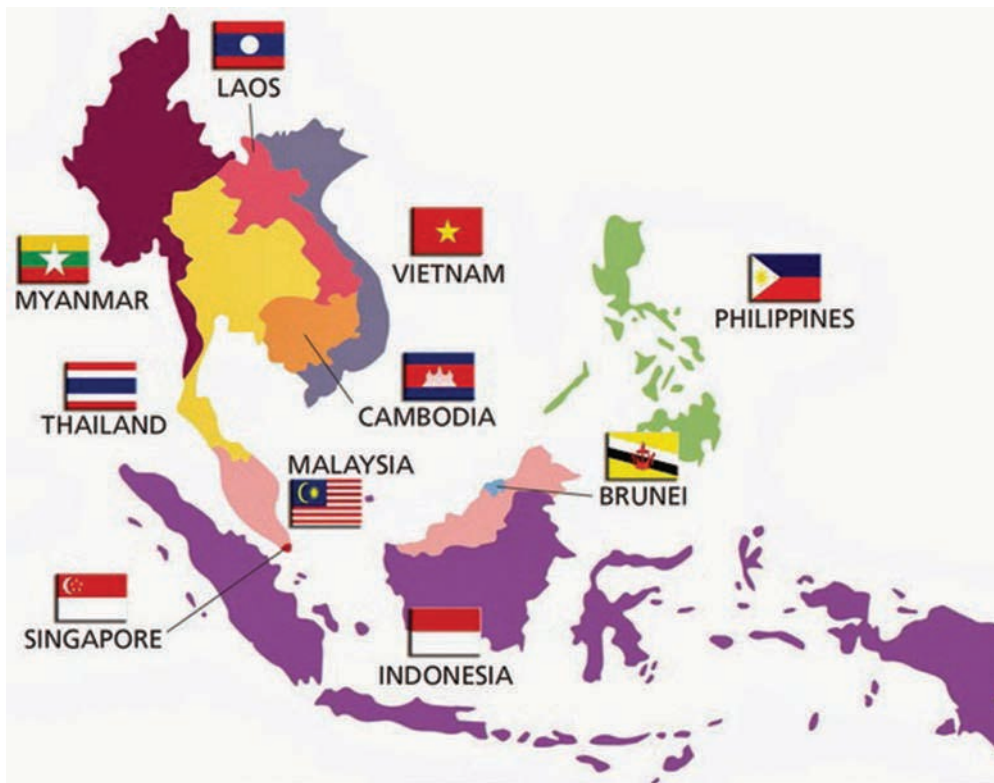 LAOS
VIETNAM
MYANMAR
PHILIPPINES
THAILAND
CAMBODIA
MALAYSIA
BRUNEI
SINGAPORE
INDONESIA